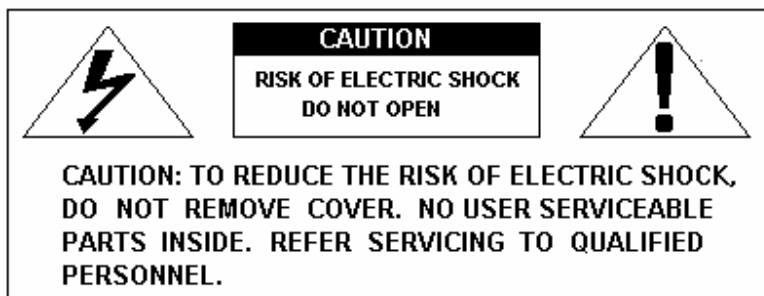 CAUTION
RISK OF ELECTRIC SHOCK
DO NOT OPEN
CAUTION: TO REDUCE THE RISK OF ELECTRIC SHOCK,
DO NOT REMOVE COVER. NO USER SERVICEABLE
PARTS INSIDE. REFER SERVICING TO QUALIFIED
PERSONNEL.